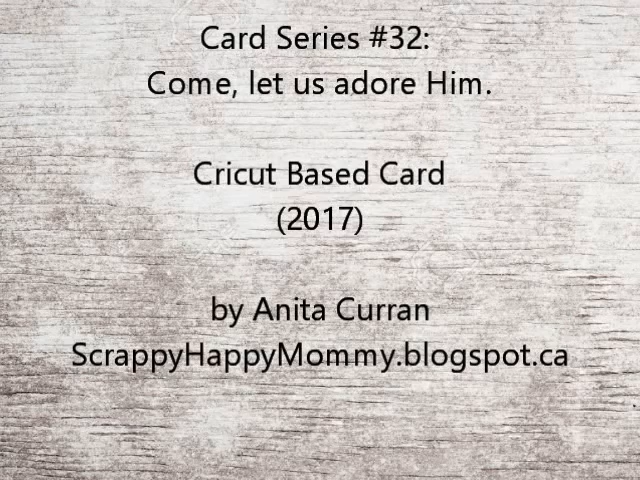 Card Series #32:
Come, let us adore Him.
Cricut Based Card
(2017)
by Anita Curran
ScrappyHappyMommy.blogspot.ca